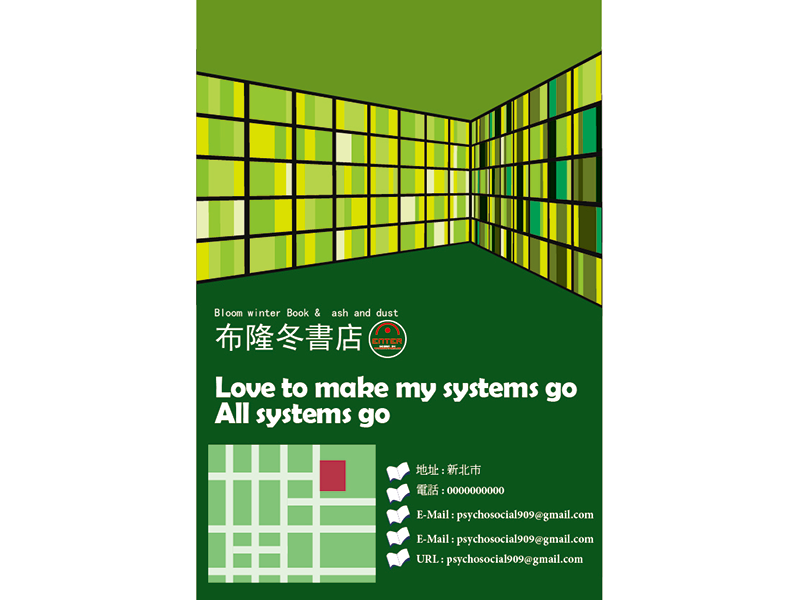 Bloom winter Book &  ash and dust
布隆冬書店
ENTER
Love to make my systems go
All systems go
地址 : 新北市
電話 : 0000000000
E-Mail : psychosocial909@gmail.com
E-Mail : psychosocial909@gmail.com
URL : psychosocial909@gmail.com